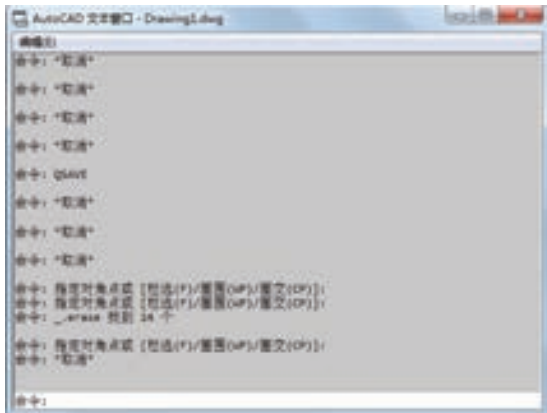 AutoCAD 文本窗口 - Drawing1.dwg
编辑(E)
命令: *取消*
命令: *取消*
命令: *取消*
命令: *取消*
命令: QSAVE
命令: *取消*
命令: *取消*
命令: *取消*
命令: 指定对角点或 [栏选(F)/圈围(WP)/圈交(CP)]:
命令: 指定对角点或 [栏选(F)/圈围(WP)/圈交(CP)]:
命令: _.erase 找到 14 个
命令: 指定对角点或 [栏选(F)/圈围(WP)/圈交(CP)]:
命令: *取消*
命令: